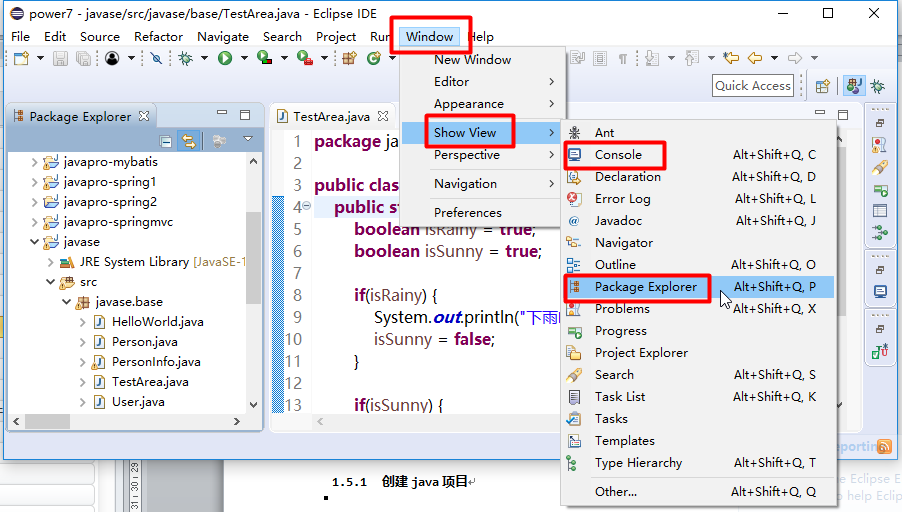 power7 - javase/src/javase/base/TestArea.java - Eclipse IDE
File Edit Source Refactor Navigate Search Project Run Window Help
Quick Access
Package Explorer
javapro-mybatis
javapro-spring1
javapro-spring2
javapro-springmvc
javase
JRE System Library [JavaSE-1
src
javase.base
HelloWorld.java
Person.java
PersonInfo.java
TestArea.java
User.java
TestArea.java
1 package ja
2
3 public class
4 public st
5 boolean isRainy = true;
6 boolean isSunny = true;
7
8 if(isRainy) {
9 System.out.println("下雨
10 isSunny = false;
11 }
12
13 if(isSunny) {
New Window
Editor
Appearance
Show View
Perspective
Navigation
Preferences
Ant
Console Alt+Shift+Q, C
Declaration Alt+Shift+Q, D
Error Log Alt+Shift+Q, L
Javadoc Alt+Shift+Q, J
Navigator
Outline Alt+Shift+Q, O
Package Explorer Alt+Shift+Q, P
Problems Alt+Shift+Q, X
Progress
Project Explorer
Search Alt+Shift+Q, S
Task List Alt+Shift+Q, K
Tasks
Templates
Type Hierarchy Alt+Shift+Q, T
Other... Alt+Shift+Q, Q
porting
e Eclipse E
o help Eclip
1.5.1 创建 java 项目